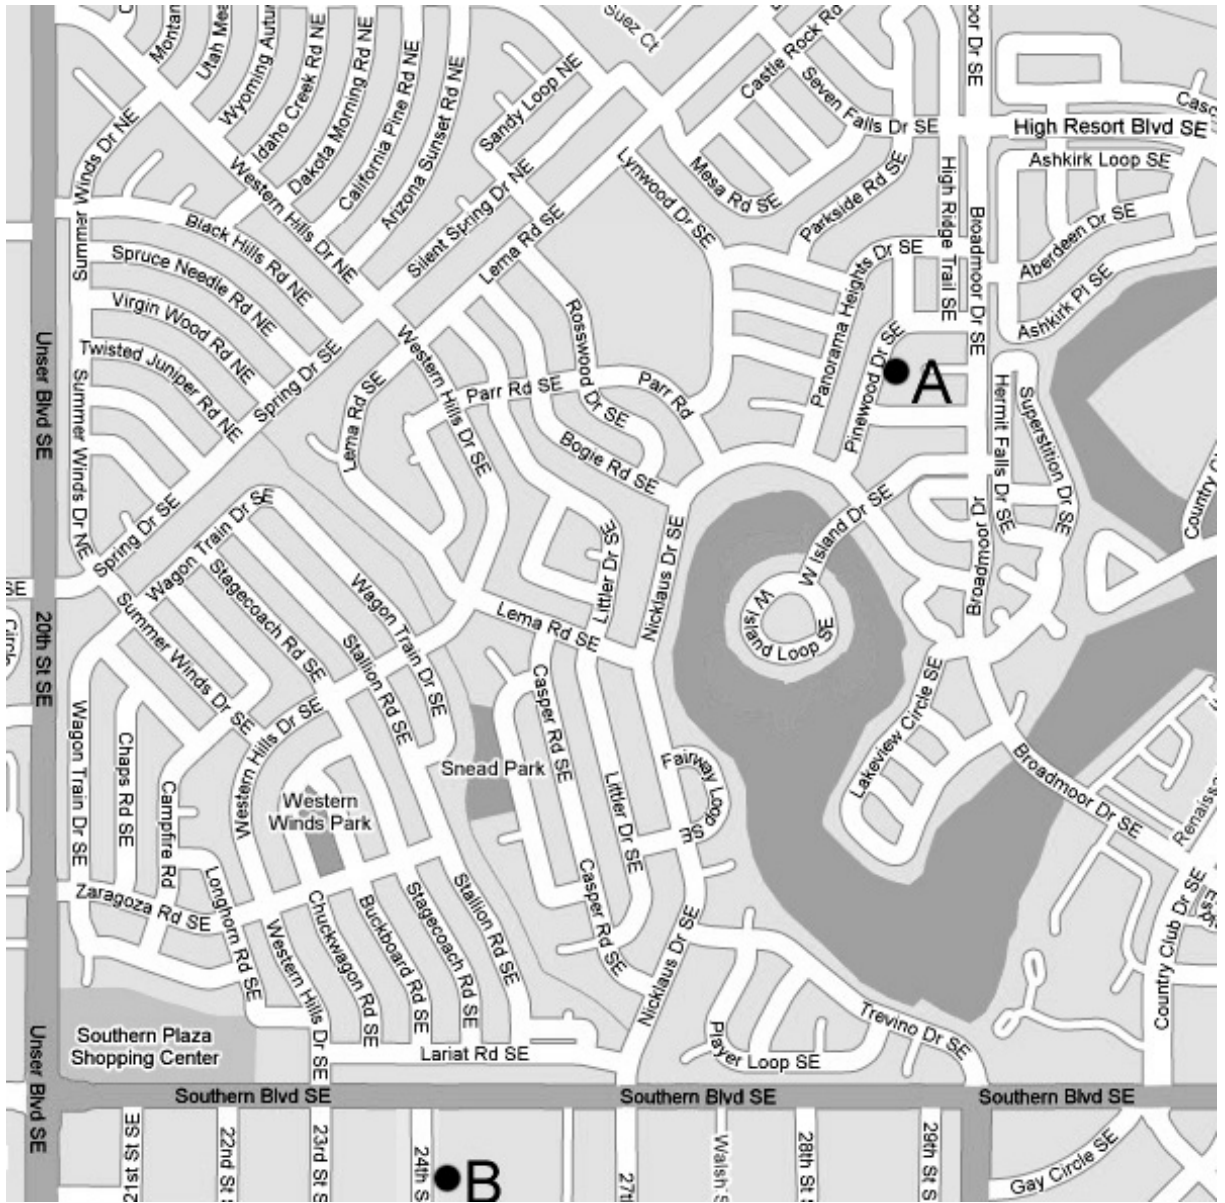 Suez Ct
Castle Rock Rd
Utah Mea
Montan
Wyoming Autu
Idaho Creek Rd NE
Dakota Morning Rd NE
California Pine Rd NE
Arizona Sunset Rd NE
Sandy Loop NE
Seven Falls Dr SE
High Resort Blvd SE
Casc
Ashkirk Loop SE
Summer Winds Dr NE
Western Hills Dr NE
Lynwood Dr SE
Mesa Rd SE
Parkside Rd SE
High Ridge Trail SE
Broadmoor Dr SE
Aberdeen Dr SE
Ashkirk Pl SE
Black Hills Rd NE
Silent Spring Dr NE
Lema Rd SE
Spruce Needle Rd NE
Virgin Wood Rd NE
Twisted Juniper Rd NE
Spring Dr SE
Panorama Heights Dr SE
Rosswood Dr SE
Western Hills Dr SE
Unser Blvd SE
Summer Winds Dr NE
Lema Rd SE
Parr Rd SE
Parr Rd
Pinewood Dr SE
A
Hermit Falls Dr SE
Superstition Dr SE
Bogie Rd SE
Country Cl
Spring Dr SE
Wagon Train Dr SE
Littler Dr SE
Nicklaus Dr SE
W Island Dr SE
Broadmoor Dr
SE
Circle
20th St SE
Summer Winds Dr SE
Stagecoach Rd SE
Stallion Rd SE
Wagon Train Dr SE
Lema Rd SE
W Island Loop SE
Casper Rd SE
Lakeview Circle SE
Western Hills Dr SE
Wagon Train Dr SE
Chaps Rd SE
Campfire Rd
Snead Park
Western
Winds Park
Littler Dr SE
Fairway Loop SE
Broadmoor Dr SE
Renaiss
Zaragoza Rd SE
Longhorn Rd SE
Western Hills Dr SE
Chuckwagon Rd SE
Buckboard Rd SE
Stagecoach Rd SE
Stallion Rd SE
Casper Rd SE
Nicklaus Dr SE
Country Club Dr SE
Southern Plaza
Shopping Center
Lariat Rd SE
Player Loop SE
Trevino Dr SE
Unser Blvd SE
Southern Blvd SE
Southern Blvd SE
Southern Blvd SE
21st St SE
22nd St S
23rd St S
24th S
B
27th
Walsh S
28th St S
29th St S
Gay Circle SE